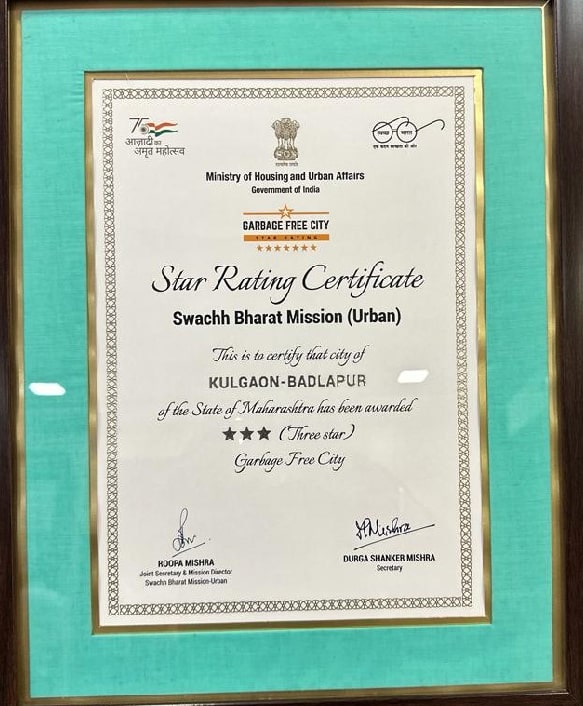 75
आज़ादी का
अमृत महोत्सव
सत्यमेव जयते
स्वच्छ भारत
एक कदम स्वच्छता की ओर
Ministry of Housing and Urban Affairs
Government of India
GARBAGE FREE CITY
STAR RATING
Star Rating Certificate
Swachh Bharat Mission (Urban)
This is to certify that city of
KULGAON-BADLAPUR
of the State of Maharashtra has been awarded
★★★ (Three star)
Garbage Free City
ROOPA MISHRA
Joint Secretary & Mission Director
Swachh Bharat Mission-Urban
D.Mishra
DURGA SHANKER MISHRA
Secretary